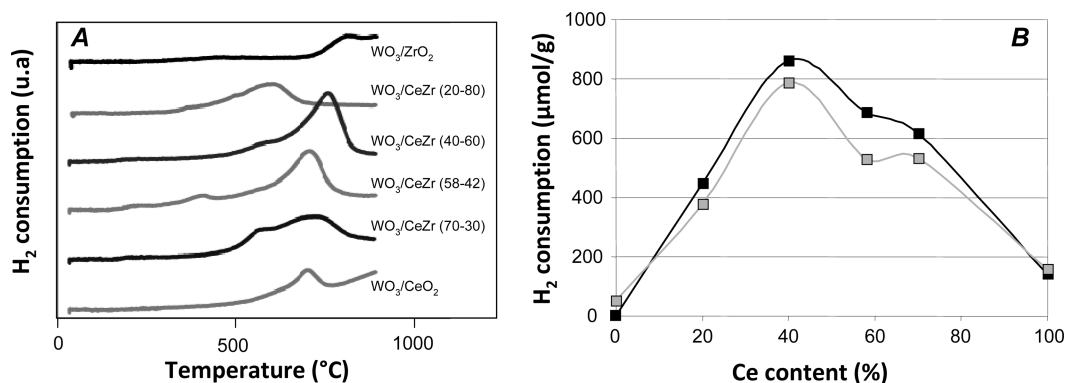 A
WO3/ZrO2
WO3/CeZr (20-80)
WO3/CeZr (40-60)
WO3/CeZr (58-42)
WO3/CeZr (70-30)
WO3/CeO2
H2 consumption (u.a)
0 500 1000
Temperature (°C)
B
H2 consumption (µmol/g)
1000
800
600
400
200
0
0 20 40 60 80 100
Ce content (%)